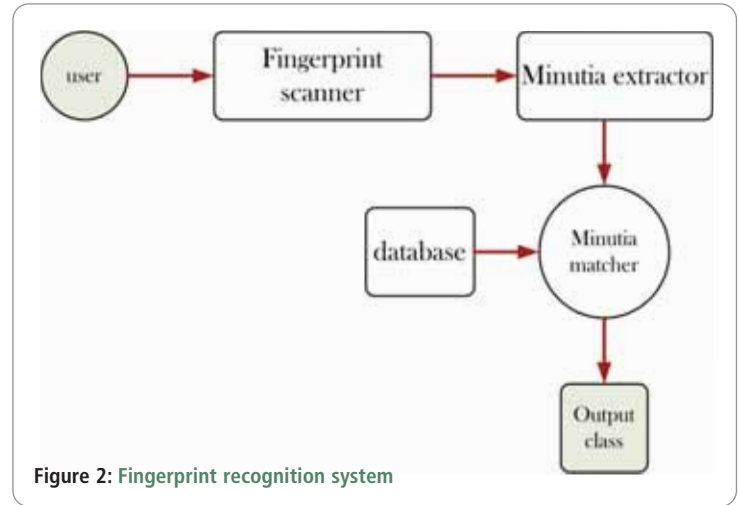 user
Fingerprint
scanner
Minutia extractor
database
Minutia
matcher
Output
class
Figure 2: Fingerprint recognition system